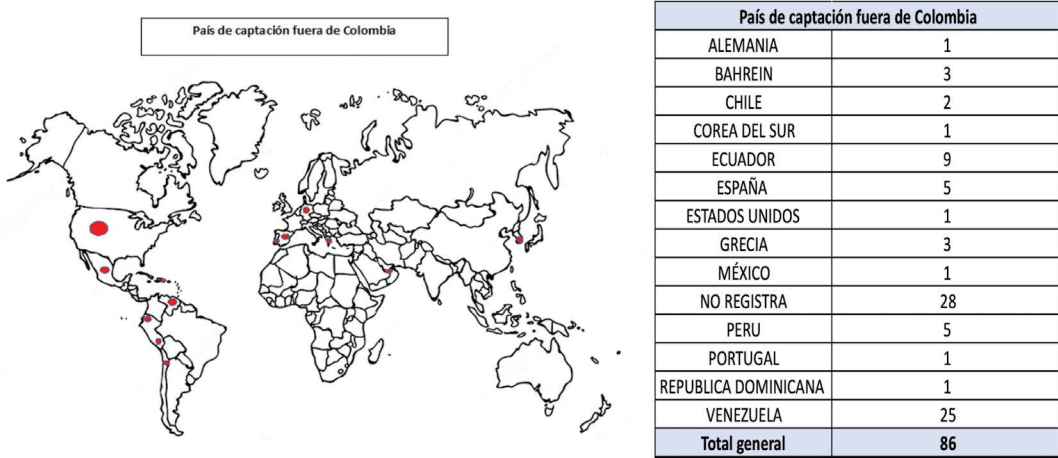 País de captación fuera de Colombia
País de captación fuera de Colombia
ALEMANIA 1
BAHREIN 3
CHILE 2
COREA DEL SUR 1
ECUADOR 9
ESPAÑA 5
ESTADOS UNIDOS 1
GRECIA 3
MÉXICO 1
NO REGISTRA 28
PERU 5
PORTUGAL 1
REPUBLICA DOMINICANA 1
VENEZUELA 25
Total general 86